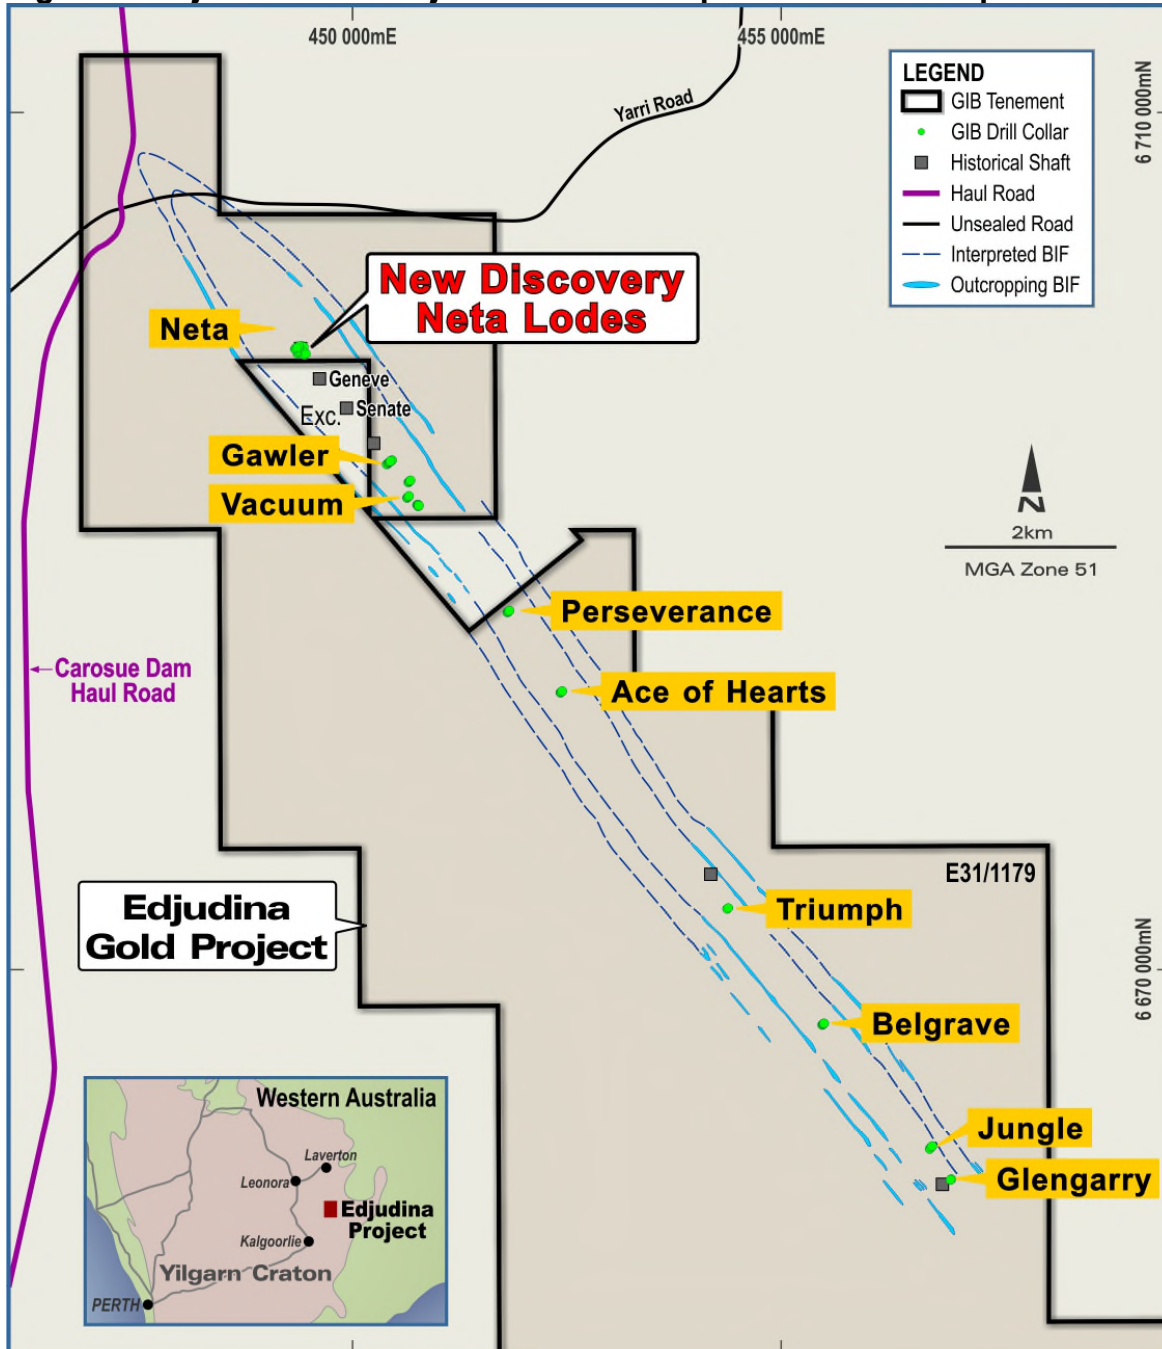 450 000mE
455 000mE
6 710 000mN
Yarri Road
LEGEND
GIB Tenement
GIB Drill Collar
Historical Shaft
Haul Road
Unsealed Road
Interpreted BIF
Outcropping BIF
New Discovery
Neta Lodes
Neta
Geneve
Exc.
Senate
Gawler
Vacuum
N
2km
MGA Zone 51
Perseverance
Carosue Dam
Haul Road
Ace of Hearts
E31/1179
Edjudina
Gold Project
Triumph
6 670 000mN
Belgrave
Jungle
Glengarry
Western Australia
Laverton
Leonora
Edjudina
Project
Kalgoorlie
Yilgarn Craton
PERTH